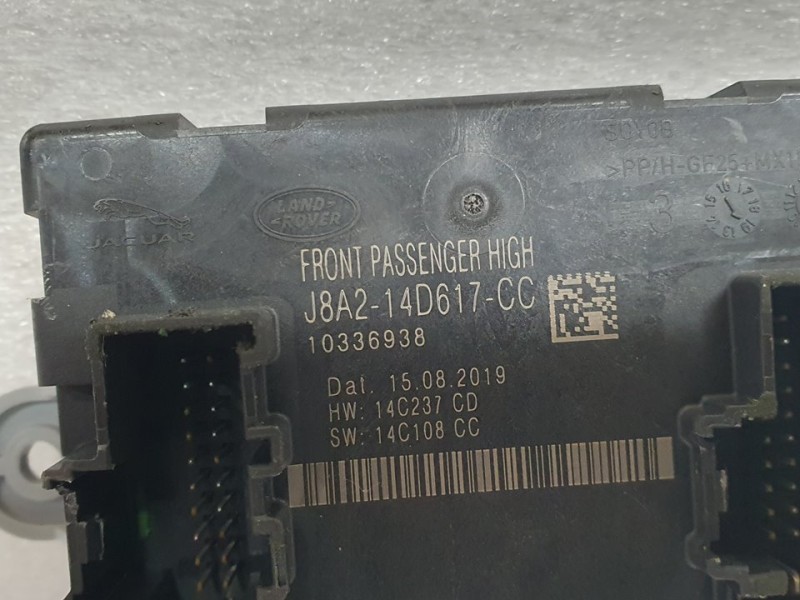 JAGUAR
LAND-
-ROVER
FRONT PASSENGER HIGH
J8A2-14D617-CC
10336938
Dat. 15.08.2019
HW: 14C237 CD
SW: 14C108 CC